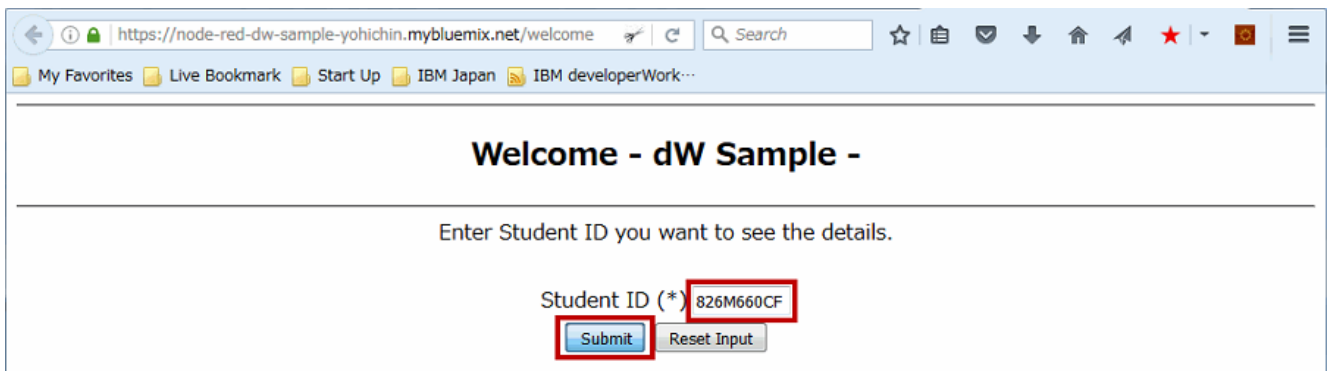 https://node-red-dw-sample-yohichin.mybluemix.net/welcome Search
My Favorites Live Bookmark Start Up IBM Japan IBM developerWork…
Welcome - dW Sample -
Enter Student ID you want to see the details.
Student ID (*) 826M660CF
Submit Reset Input